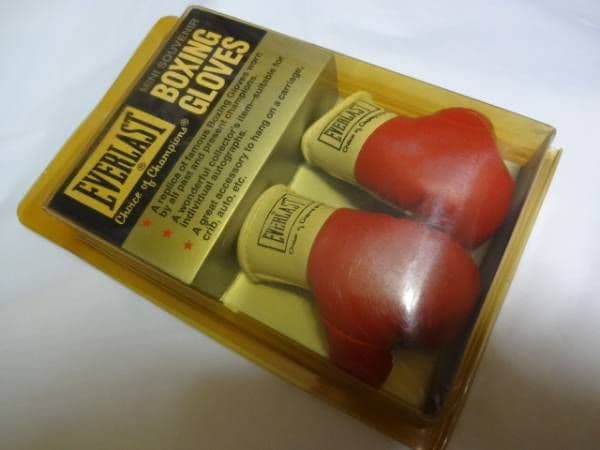 MINI SOUVENIR
BOXING
GLOVES
EVERLAST®
Choice of Champions®
★ A replica of famous Boxing Gloves worn
by all past and present champions.
★ A wonderful collector's item—suitable for
individual autographs.
★ A great accessory to hang on a carriage,
crib, auto, etc.
EVERLAST
Choice of Champions
EVERLAST
Choice of Champions